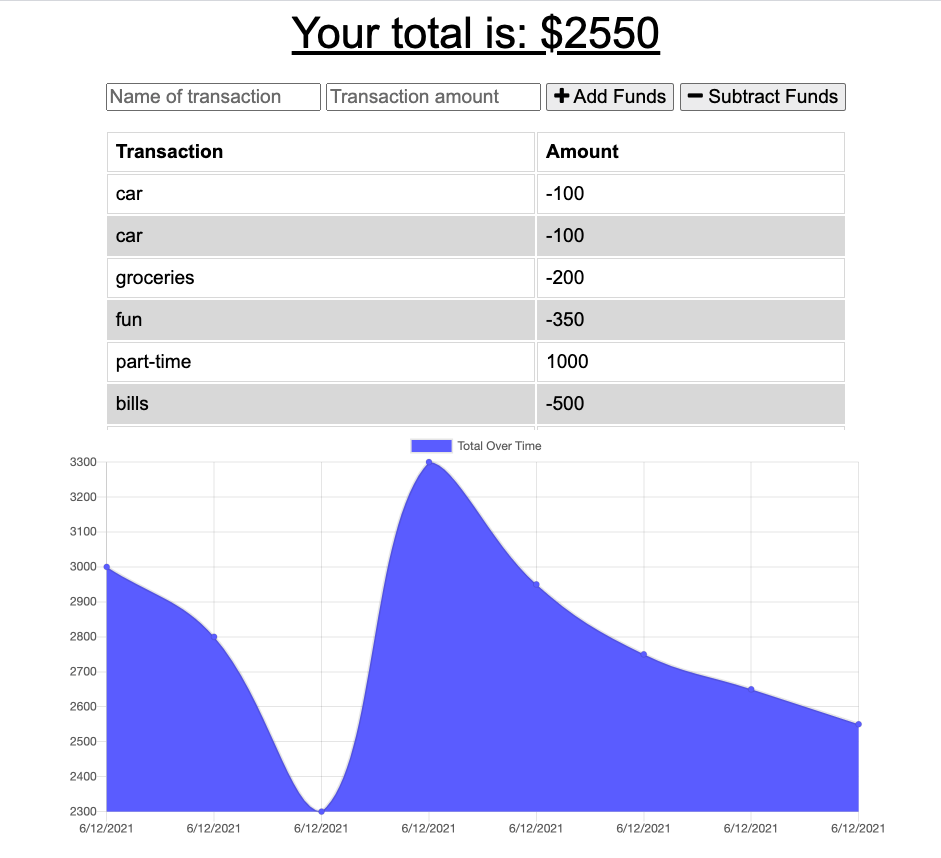 Your total is: $2550
Name of transaction Transaction amount Add Funds Subtract Funds
Transaction Amount
car -100
car -100
groceries -200
fun -350
part-time 1000
bills -500
Total Over Time
3300
3200
3100
3000
2900
2800
2700
2600
2500
2400
2300
6/12/2021 6/12/2021 6/12/2021 6/12/2021 6/12/2021 6/12/2021 6/12/2021 6/12/2021